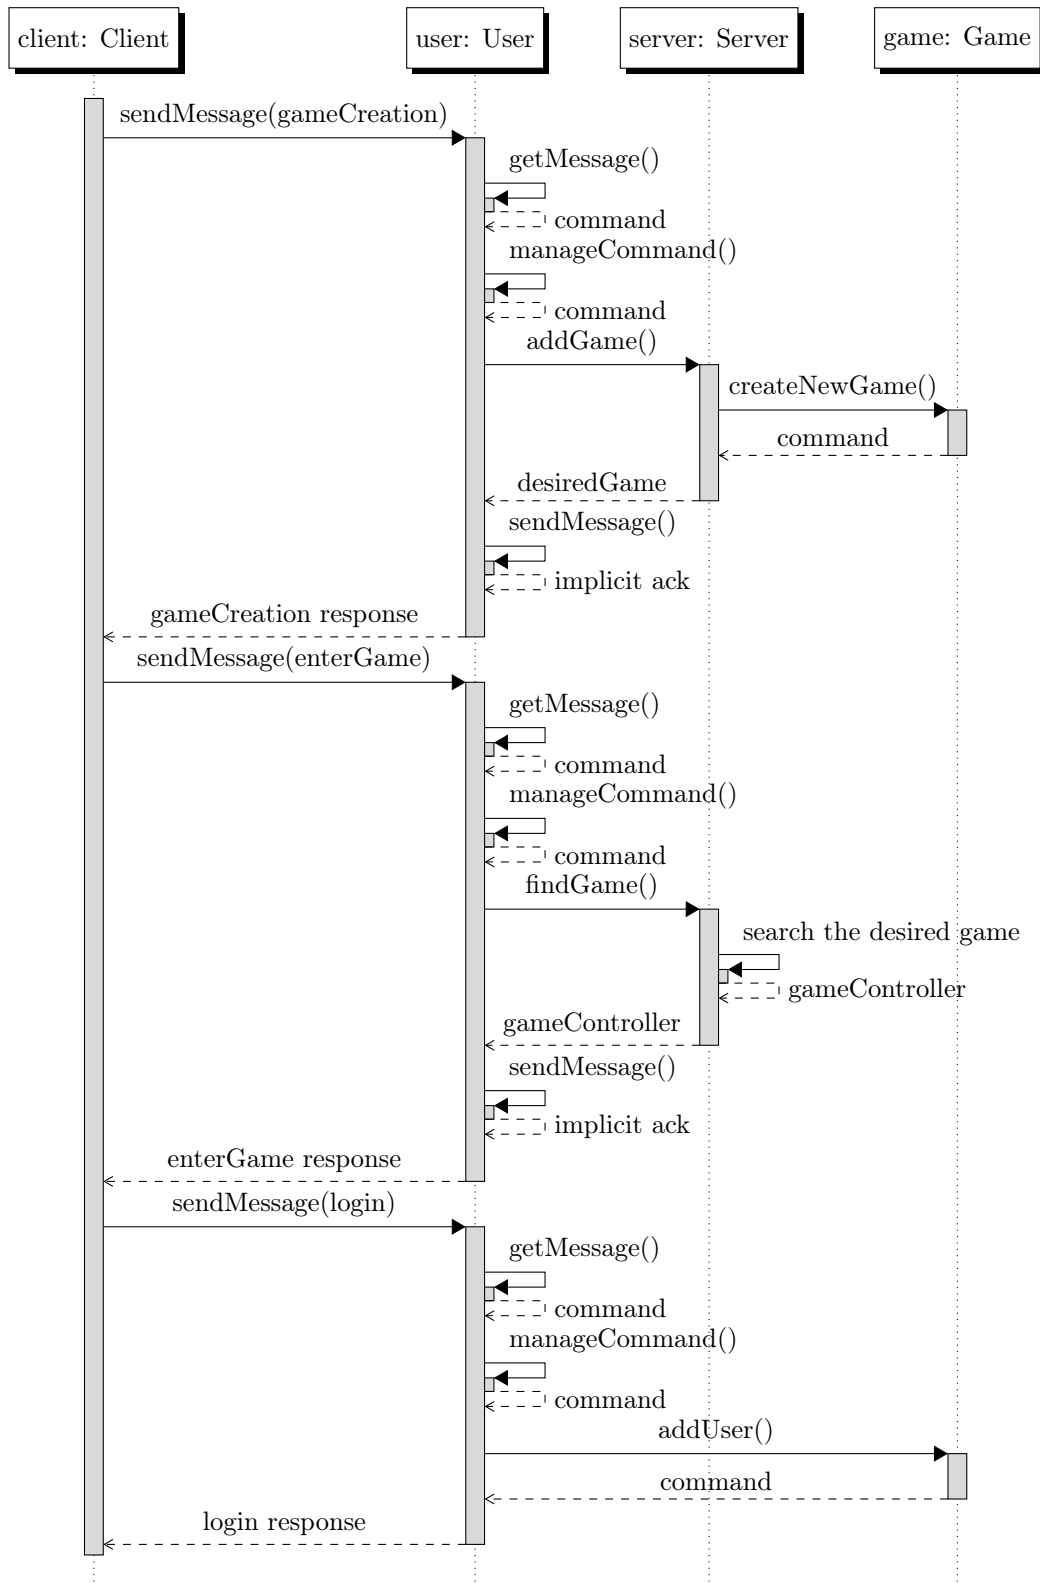 client: Client
user: User
server: Server
game: Game
sendMessage(gameCreation)
getMessage()
command
manageCommand()
command
addGame()
createNewGame()
command
desiredGame
sendMessage()
implicit ack
gameCreation response
sendMessage(enterGame)
getMessage()
command
manageCommand()
command
findGame()
search the desired game
gameController
gameController
sendMessage()
implicit ack
enterGame response
sendMessage(login)
getMessage()
command
manageCommand()
command
addUser()
command
login response